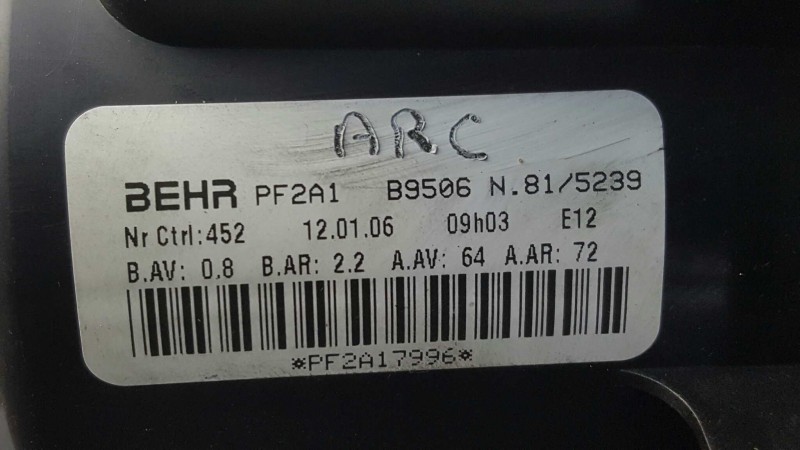 ARC
BEHR PF2A1 B9506 N.81/5239
Nr Ctrl:452 12.01.06 09h03 E12
B.AV: 0.8 B.AR: 2.2 A.AV: 64 A.AR: 72
*PF2A17996*